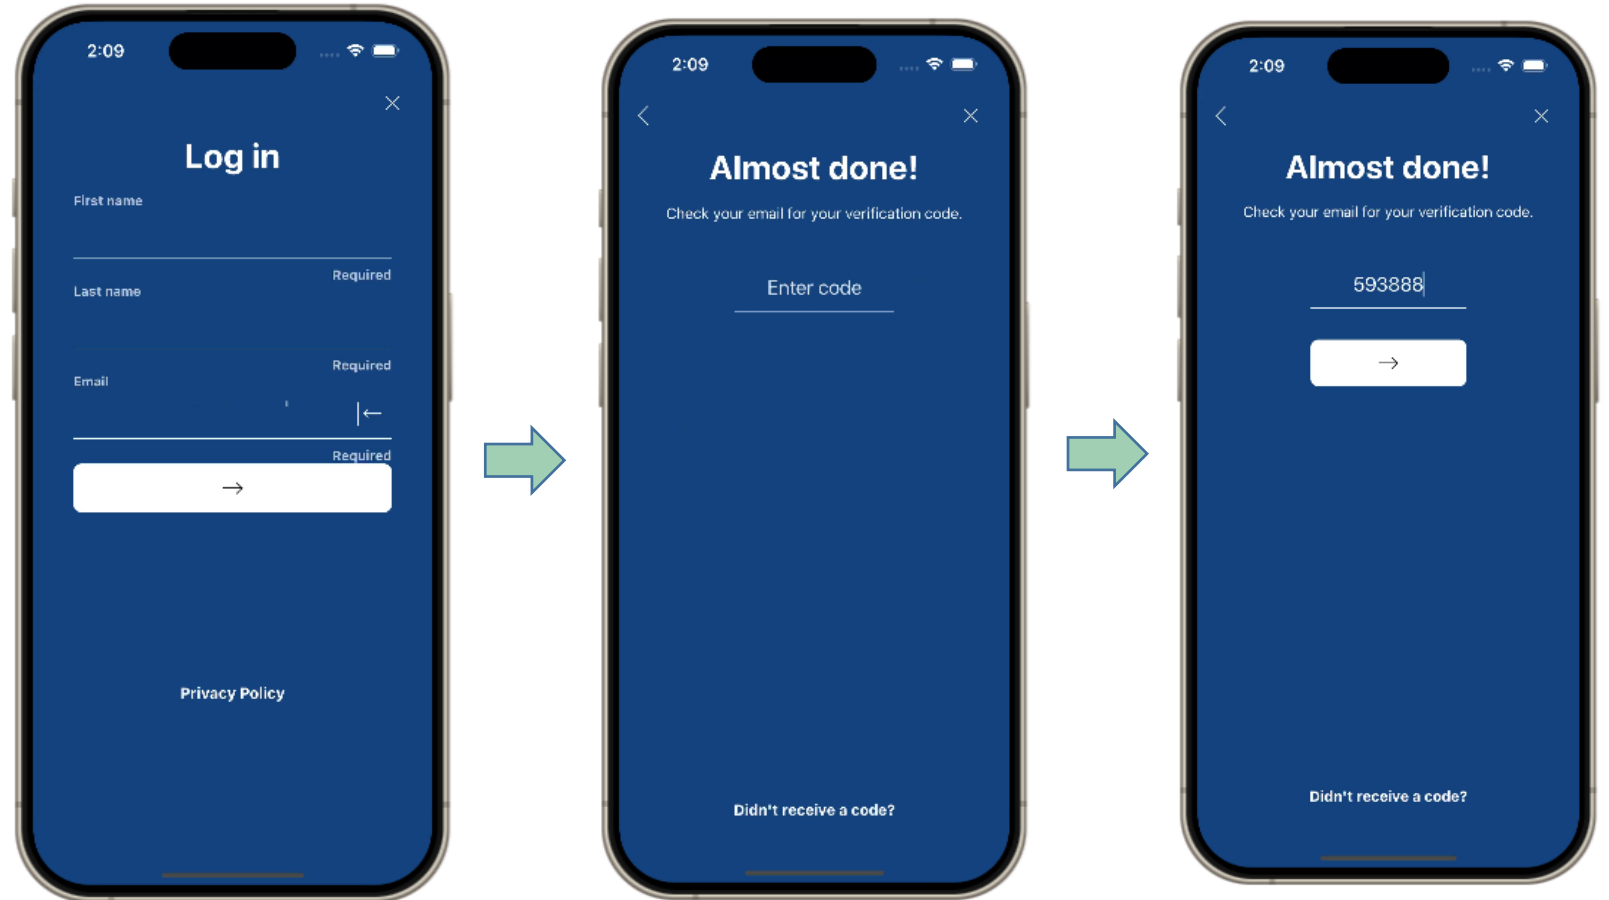 2:09
Log in
First name
Required
Last name
Required
Email
Required
Privacy Policy
2:09
Almost done!
Check your email for your verification code.
Enter code
Didn't receive a code?
2:09
Almost done!
Check your email for your verification code.
593888
Didn't receive a code?